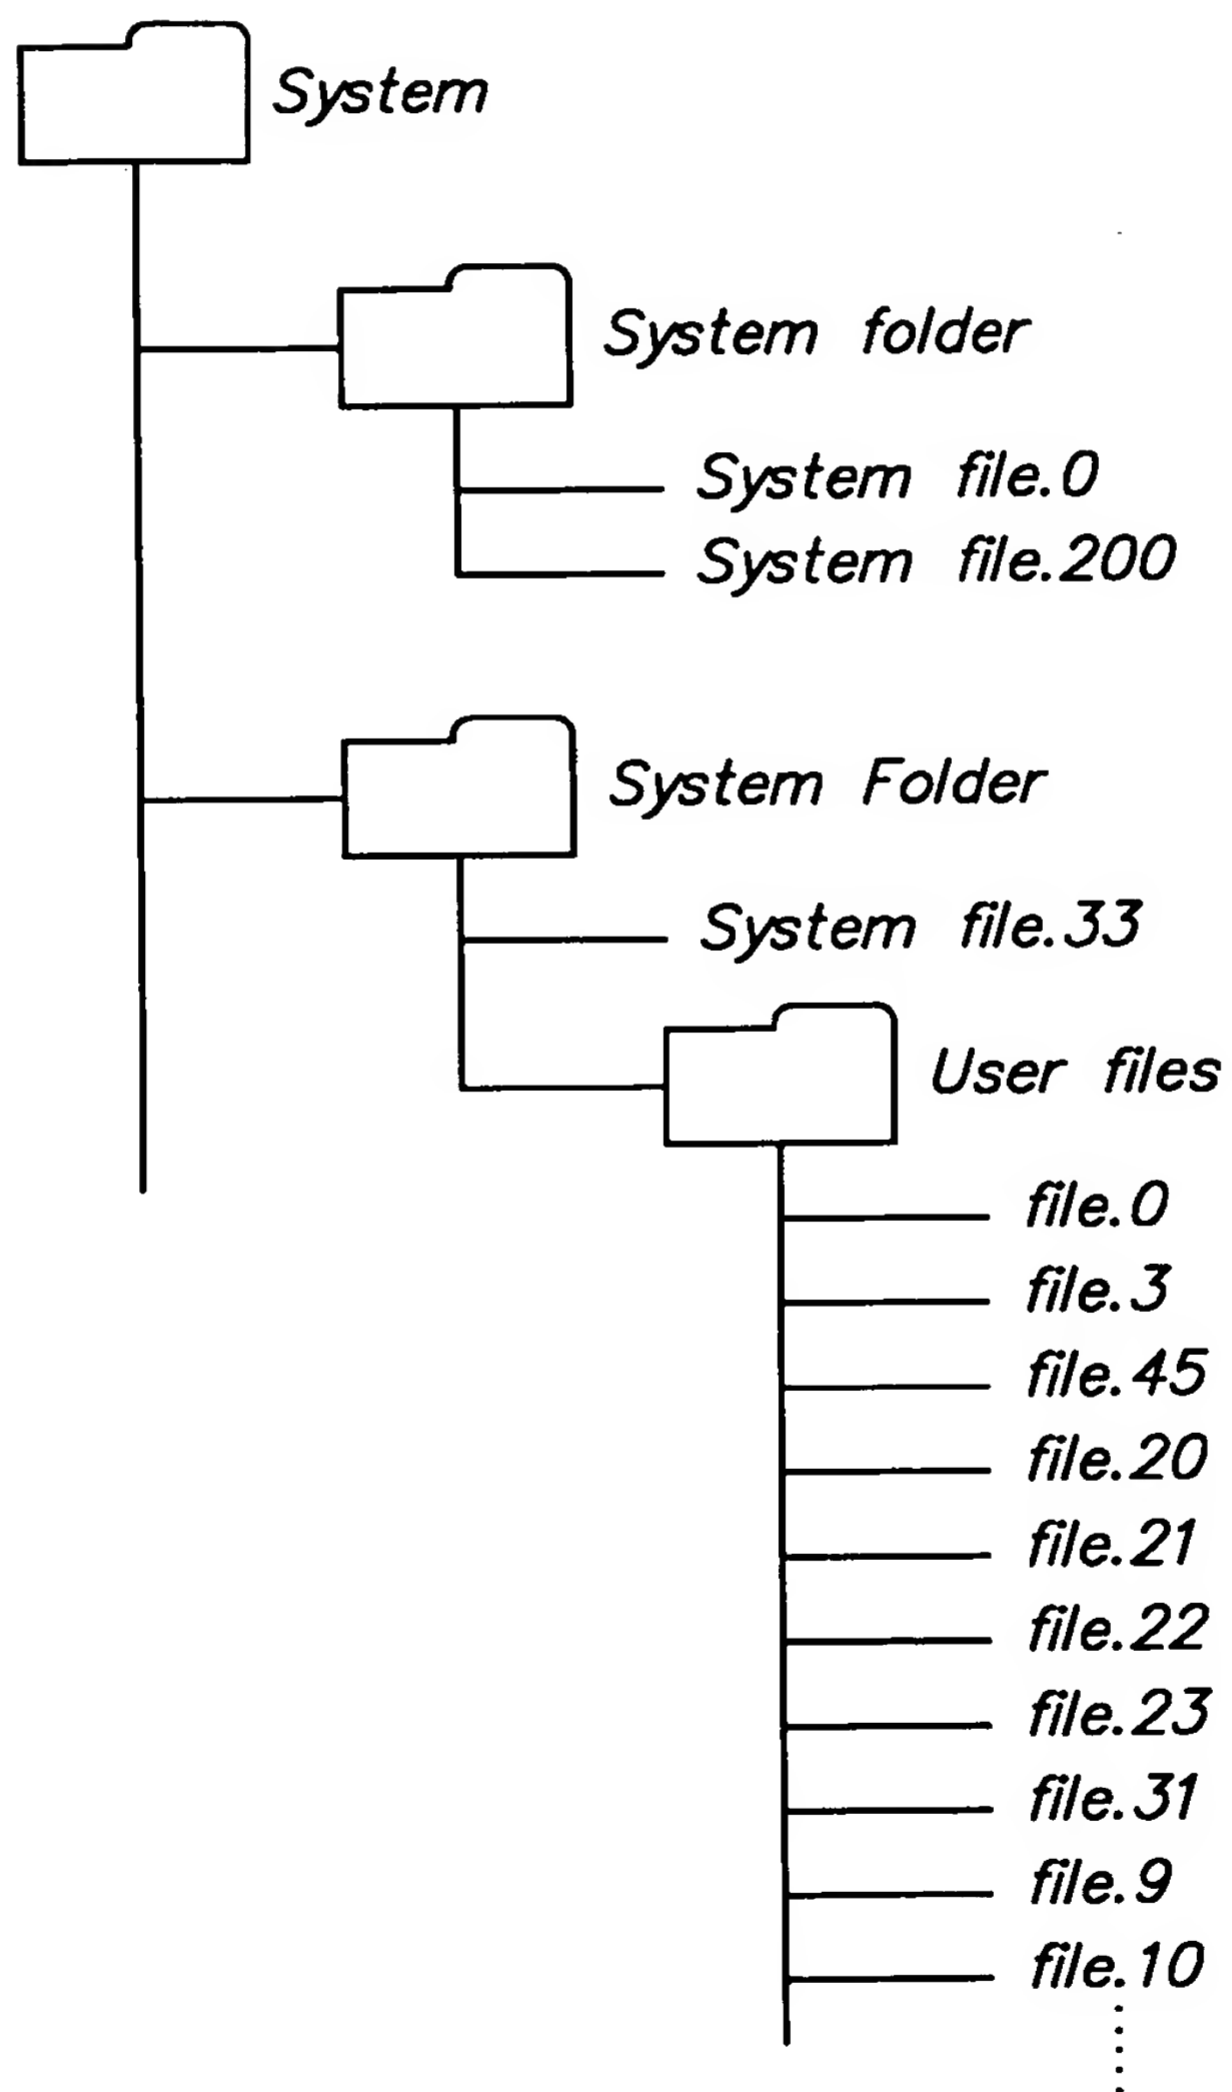 System
System folder
System file.0
System file.200
System Folder
System file.33
User files
file.0
file.3
file.45
file.20
file.21
file.22
file.23
file.31
file.9
file.10